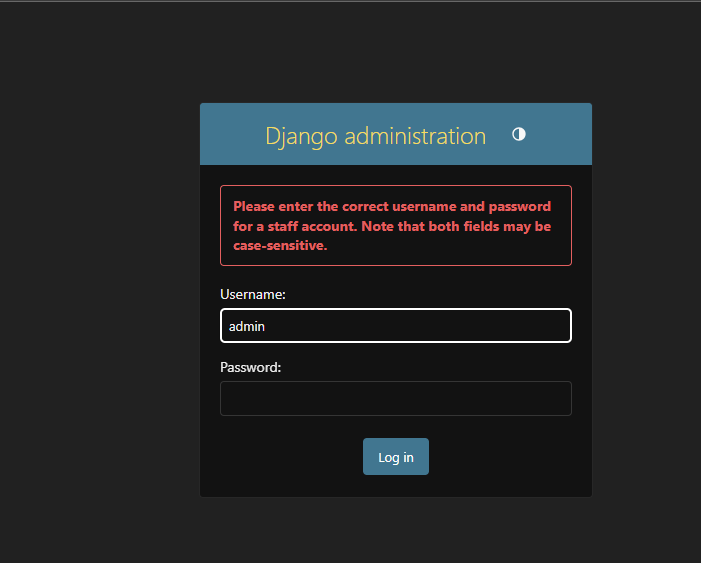 Django administration
Please enter the correct username and password
for a staff account. Note that both fields may be
case-sensitive.
Username:
admin
Password:
Log in